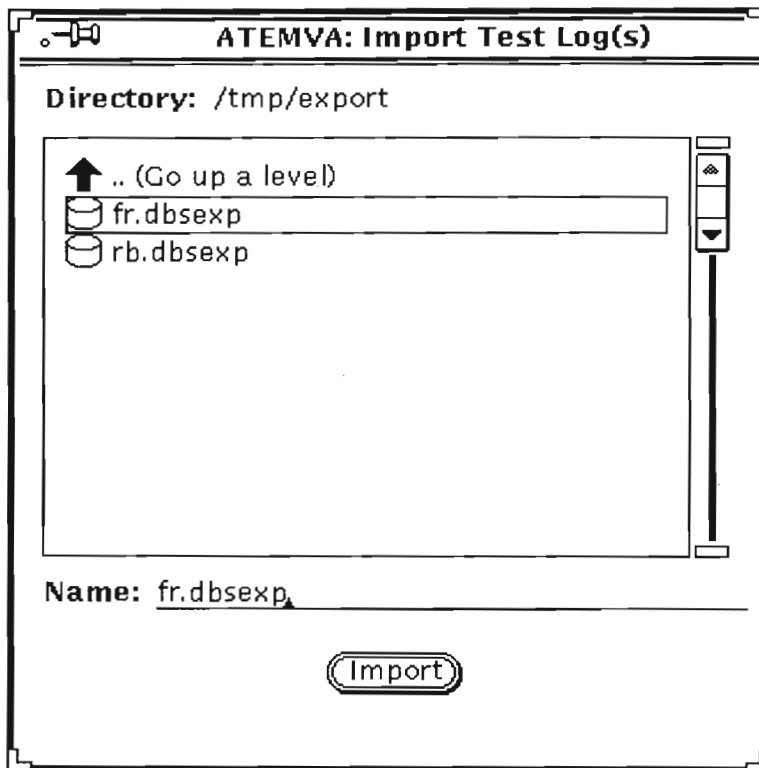 ATEMVA: Import Test Log(s)
Directory: /tmp/export
.. (Go up a level)
fr.dbsexp
rb.dbsexp
Name: fr.dbsexp
Import